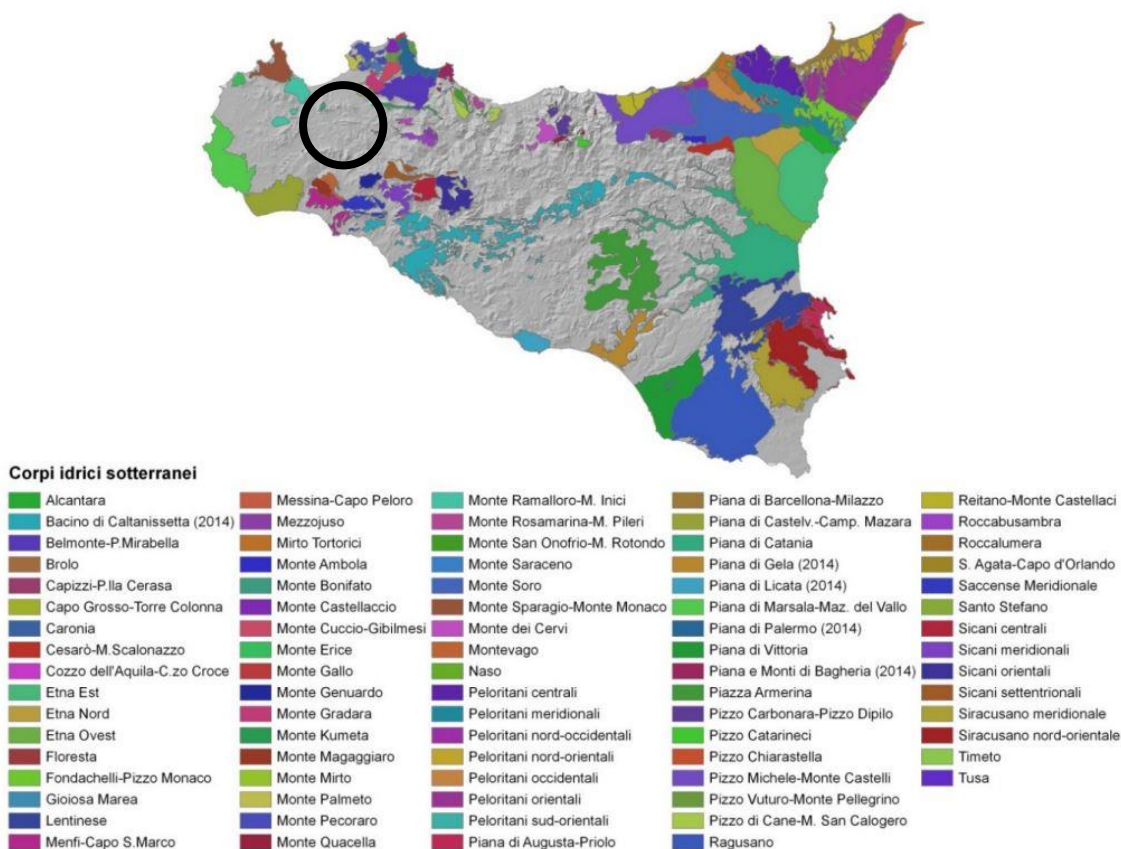 Corpi idrici sotterranei
Alcantara
Bacino di Caltanissetta (2014)
Belmonte-P.Mirabella
Brolo
Capizzi-P.lla Cerasa
Capo Grosso-Torre Colonna
Caronia
Cesarò-M.Scalonazzo
Cozzo dell'Aquila-C.zo Croce
Etna Est
Etna Nord
Etna Ovest
Floresta
Fondachelli-Pizzo Monaco
Gioiosa Marea
Lentinese
Menfi-Capo S.Marco
Messina-Capo Peloro
Mezzojuso
Mirto Tortorici
Monte Ambola
Monte Bonifato
Monte Castellaccio
Monte Cuccio-Gibilmesi
Monte Erice
Monte Gallo
Monte Genuardo
Monte Gradara
Monte Kumeta
Monte Magaggiaro
Monte Mirto
Monte Palmeto
Monte Pecoraro
Monte Quacella
Monte Ramalloro-M. Inici
Monte Rosamarina-M. Pileri
Monte San Onofrio-M. Rotondo
Monte Saraceno
Monte Soro
Monte Sparagio-Monte Monaco
Monte dei Cervi
Montevago
Naso
Peloritani centrali
Peloritani meridionali
Peloritani nord-occidentali
Peloritani nord-orientali
Peloritani occidentali
Peloritani orientali
Peloritani sud-orientali
Piana di Augusta-Priolo
Piana di Barcellona-Milazzo
Piana di Castelv.-Camp. Mazara
Piana di Catania
Piana di Gela (2014)
Piana di Licata (2014)
Piana di Marsala-Maz. del Vallo
Piana di Palermo (2014)
Piana di Vittoria
Piana e Monti di Bagheria (2014)
Piazza Armerina
Pizzo Carbonara-Pizzo Dipilo
Pizzo Catarineci
Pizzo Chiarastella
Pizzo Michele-Monte Castelli
Pizzo Vuturo-Monte Pellegrino
Pizzo di Cane-M. San Calogero
Ragusano
Reitano-Monte Castellaci
Roccabusambra
Roccalumera
S. Agata-Capo d'Orlando
Saccense Meridionale
Santo Stefano
Sicani centrali
Sicani meridionali
Sicani orientali
Sicani settentrionali
Siracusano meridionale
Siracusano nord-orientale
Timeto
Tusa